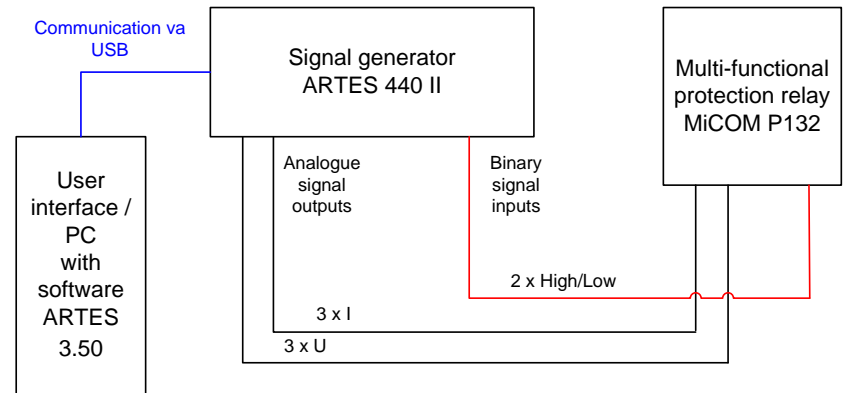 Communication va
USB
Signal generator
ARTES 440 II
Multi-functional
protection relay
MiCOM P132
User
interface /
PC
with
software
ARTES
3.50
Analogue
signal
outputs
Binary
signal
inputs
2 x High/Low
3 x I
3 x U